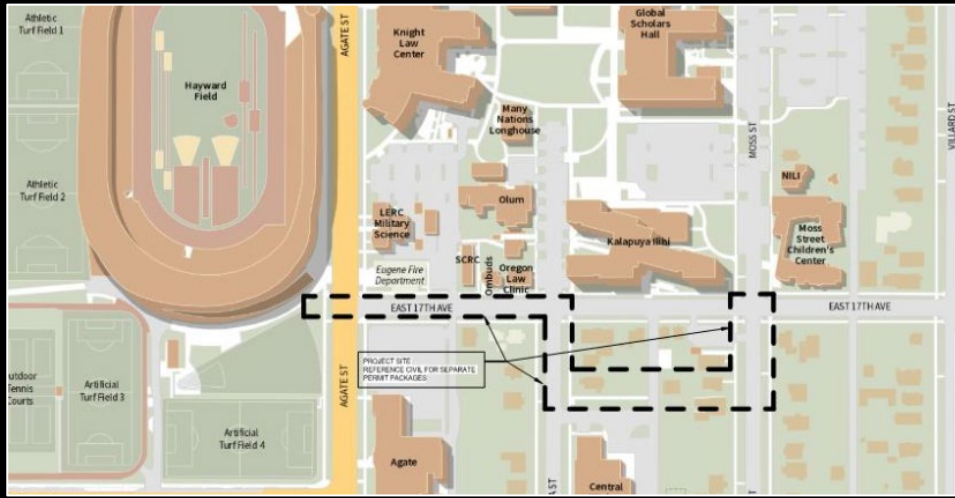 Athletic
Turf Field 1
AGATE ST
Knight
Law
Center
Global
Scholars
Hall
Hayward
Field
Many
Nations
Longhouse
MOSS ST
VILLARD ST
Athletic
Turf Field 2
NILI
Olum
LERC
Military
Science
Kalapuya Ilihi
Moss
Street
Children's
Center
SCRC
Ombuds
Oregon
Law
Clinic
Eugene Fire
Department
EAST 17TH AVE
EAST 17TH AVE
PROJECT SITE
REFERENCE CIVIL FOR SEPARATE
PERMIT PACKAGES
utdoor
Tennis
Courts
Artificial
Turf Field 3
AGATE ST
Artificial
Turf Field 4
Agate
Central